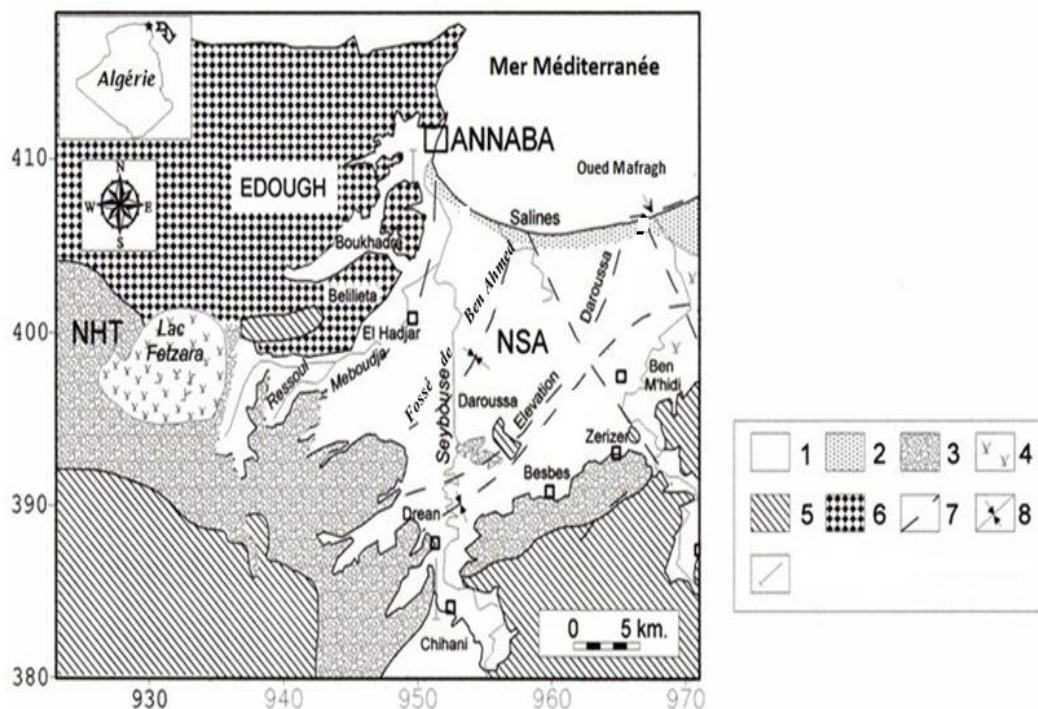 Algérie
Mer Méditerranée
410
ANNABA
N
W E
S
EDOUGH
Oued Mafragh
Salines
Boukhadra
Ben Ahmed
Daroussa
Belilieta
400
NHT
Lac
Fetzara
El Hadjar
NSA
Ressoul
Meboudja
Fossé de
Seybouse
Daroussa
Elevation
Ben
M'hidi
Zerizer
Besbes
390
Drean
Chihani
0 5 km.
380
930 940 950 960 970
1 2 3 4
5 6 7 8